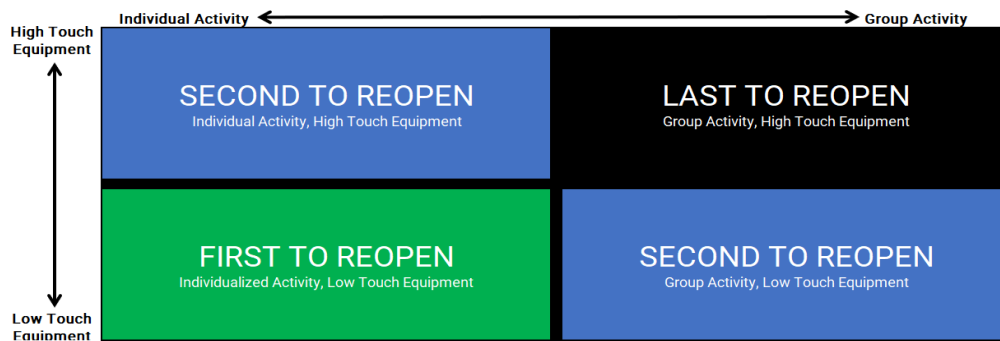 Individual Activity
Group Activity
High Touch
Equipment
SECOND TO REOPEN
Individual Activity, High Touch Equipment
LAST TO REOPEN
Group Activity, High Touch Equipment
FIRST TO REOPEN
Individualized Activity, Low Touch Equipment
SECOND TO REOPEN
Group Activity, Low Touch Equipment
Low Touch
Equipment